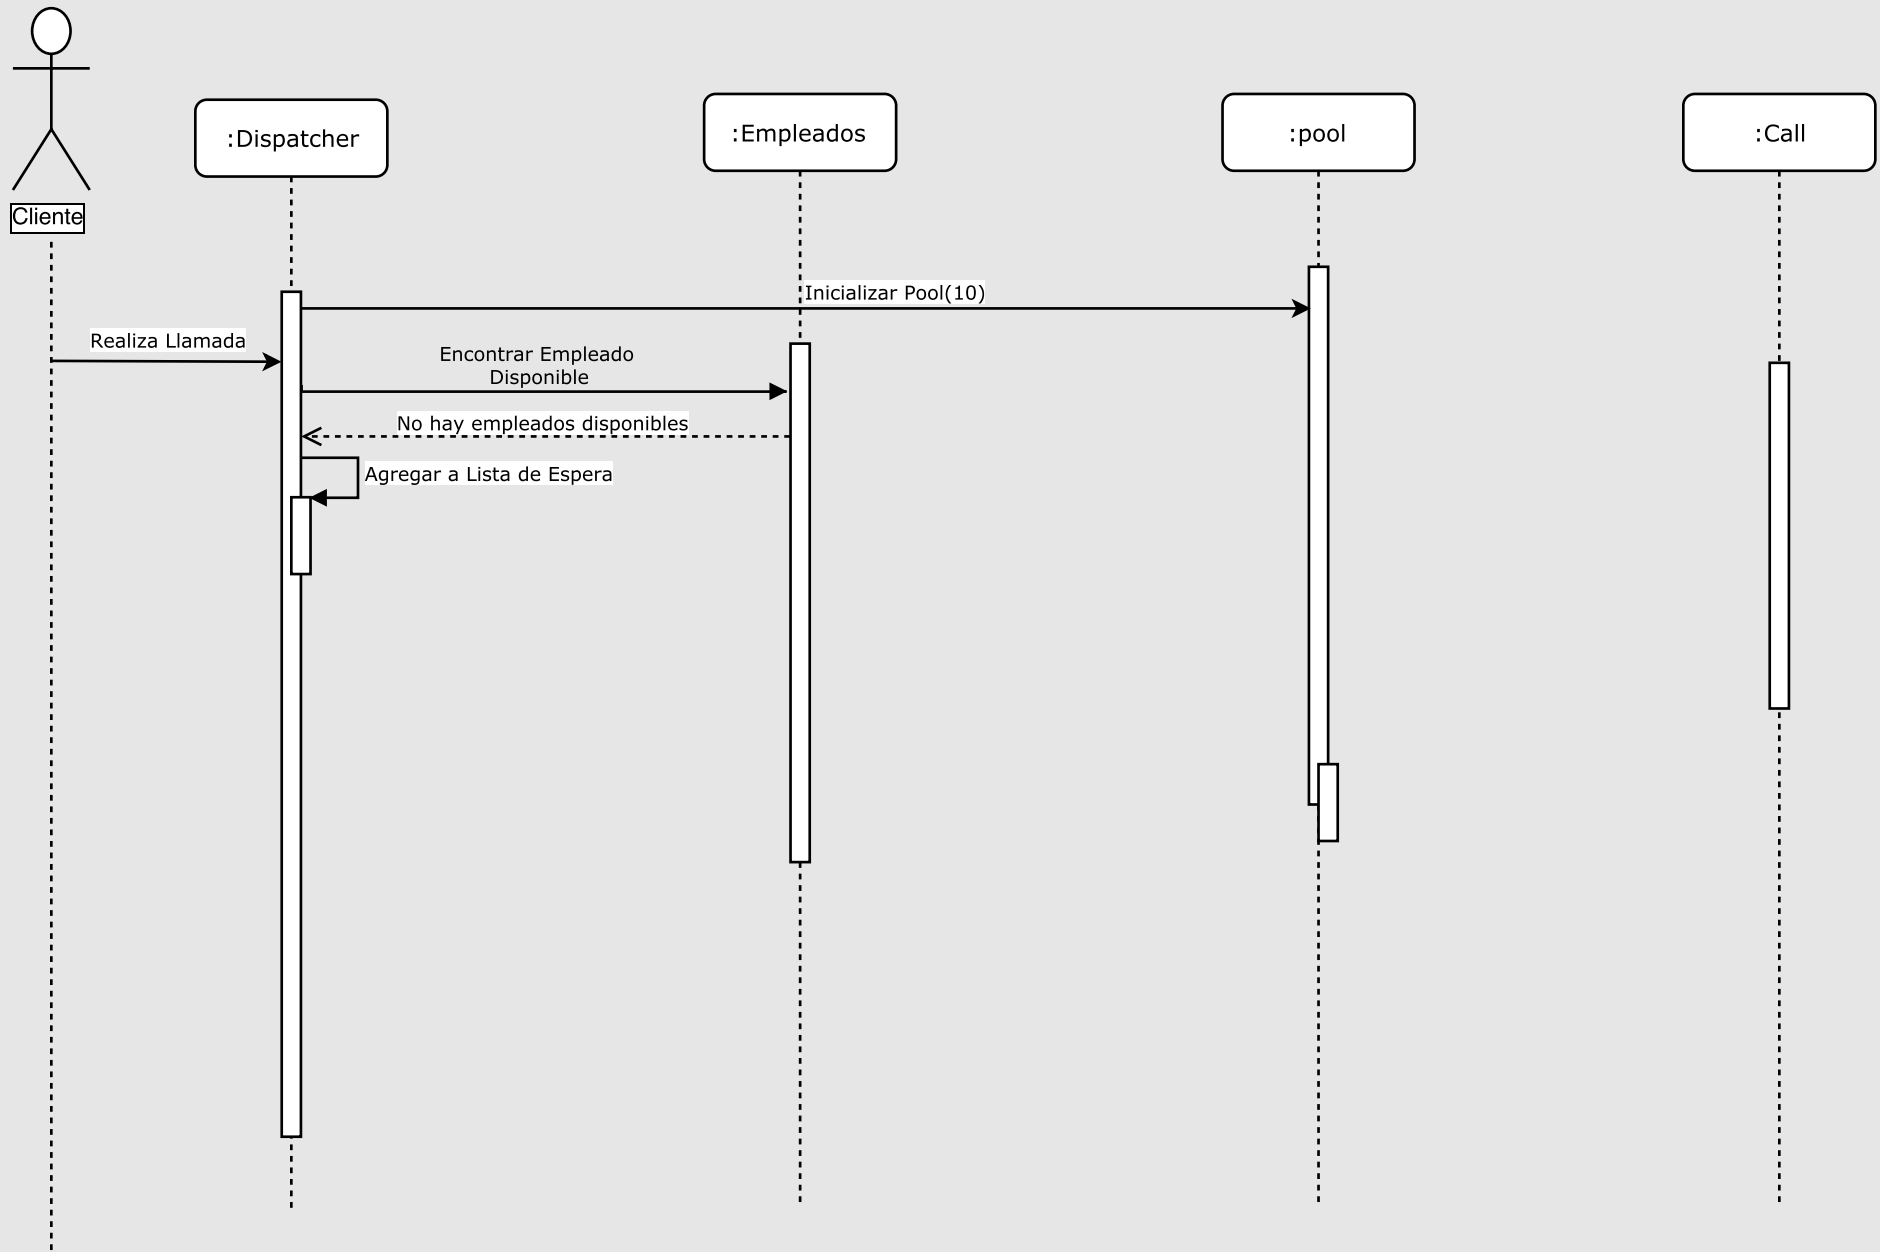 Cliente
:Dispatcher
:Empleados
:pool
:Call
Inicializar Pool(10)
Realiza Llamada
Encontrar Empleado
Disponible
No hay empleados disponibles
Agregar a Lista de Espera